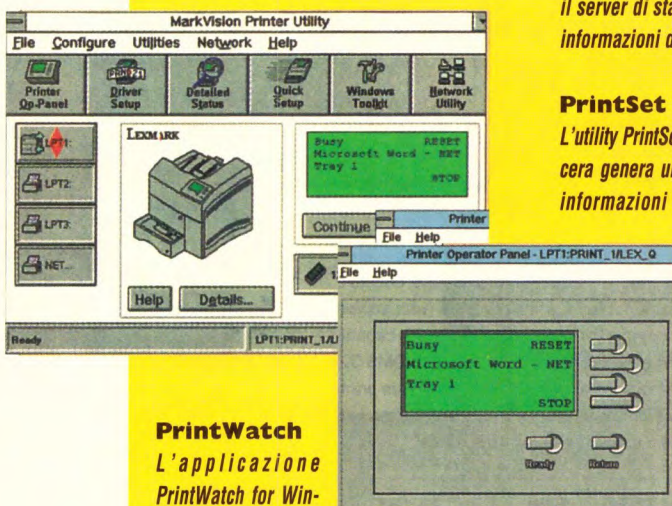 MarkVision Printer Utility
File Configure Utilities Network Help
Printer Op-Panel
Driver Setup
Detailed Status
Quick Setup
Windows Toolkit
Network Utility
LPT1:
LPT2:
LPT3:
NET...
LEXMARK
Busy RESET
Microsoft Word - NET
Tray 1
STOP
Continue
Help Details...
Ready
LPT1:PRINT_1/L
Printer
File Help
Printer Operator Panel - LPT1:PRINT_1/LEX_Q
File Help
Busy RESET
Microsoft Word - NET
Tray 1
STOP
Ready Return
il server di sta
informazioni d
PrintSet
L'utility PrintS
cera genera u
informazioni
PrintWatch
L'applicazione
PrintWatch for Win-